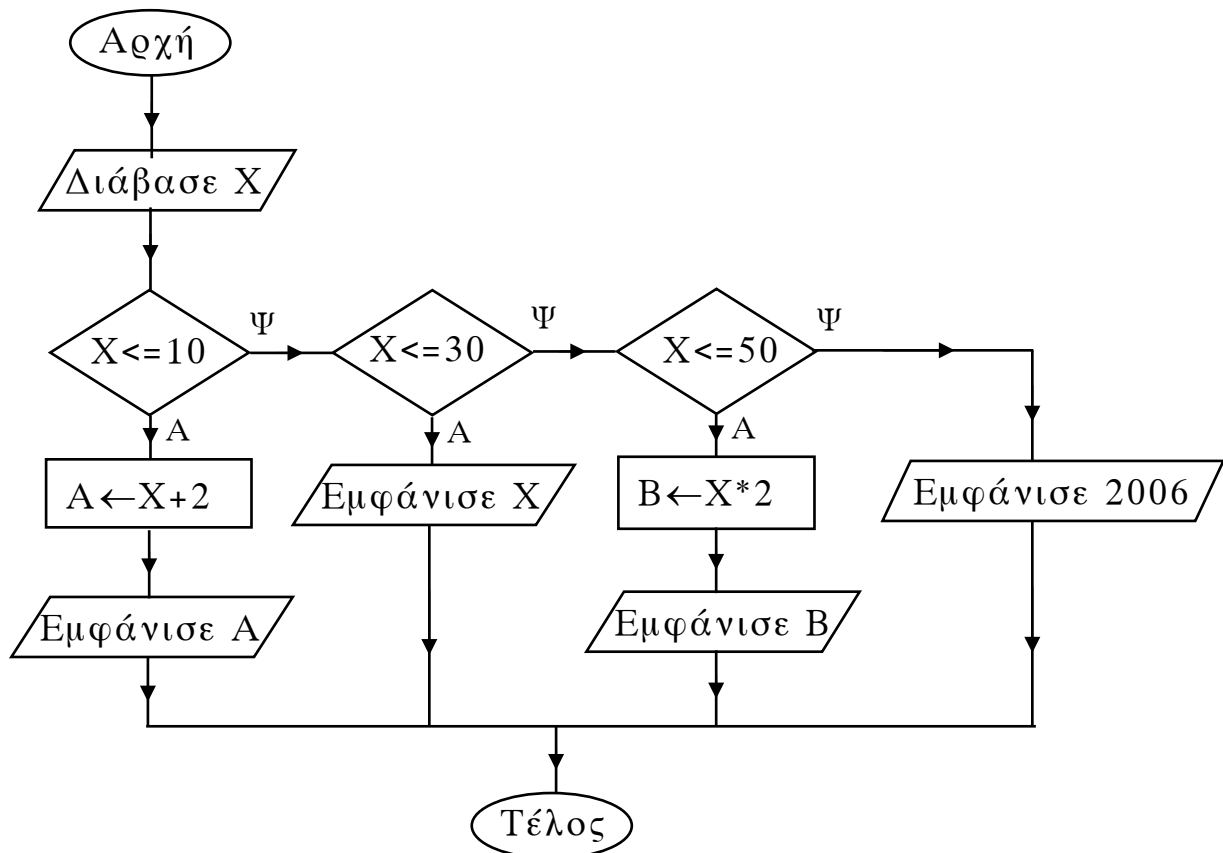 Αρχή
Διάβασε Χ
Χ<=10
Ψ
Χ<=30
Ψ
Χ<=50
Ψ
Α
Α
Α
Α←Χ+2
Εμφάνισε Χ
Β←Χ*2
Εμφάνισε 2006
Εμφάνισε Α
Εμφάνισε Β
Τέλος